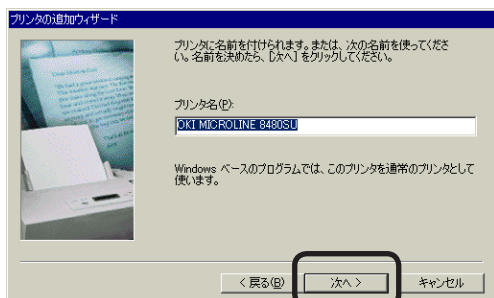 プリンタの追加ウィザード
プリンタに名前を付けられます。または、次の名前を使ってくださ
い。名前を決めたら、[次へ] をクリックしてください。
プリンタ名(P):
OKI MICROLINE 8480SU
Windows ベースのプログラムでは、このプリンタを通常のプリンタとして
使います。
< 戻る(B) 次へ > キャンセル